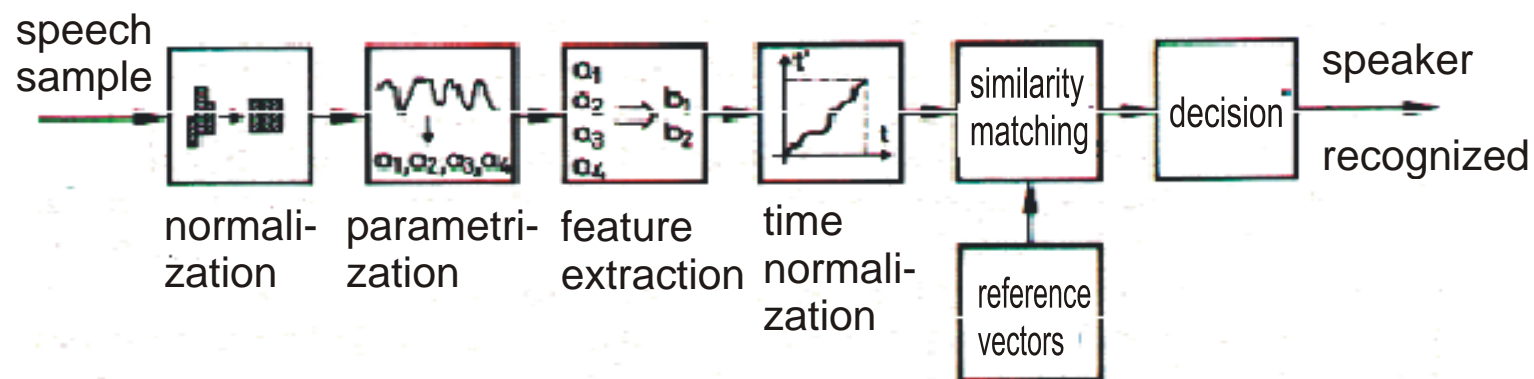 speech
sample
normali-
zation
a₁,a₂,a₃,a₄
parametri-
zation
a₁
a₂
a₃
a₄
⇒ b₁
⇒ b₂
feature
extraction
t'
t
time
normali-
zation
similarity
matching
reference
vectors
decision
speaker
recognized